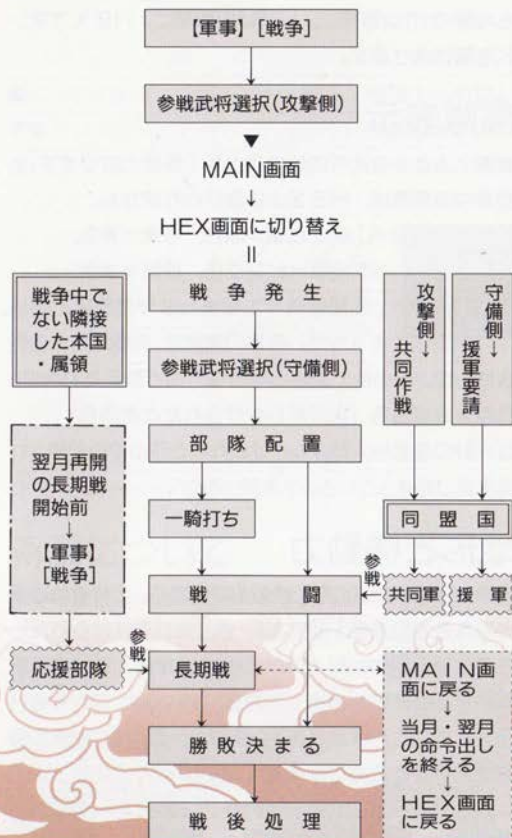 【軍事】[戦争]
参戦武将選択(攻撃側)
▼
MAIN画面
HEX画面に切り替え
戦争発生
参戦武将選択(守備側)
部隊配置
一騎打ち
戦闘
長期戦
勝敗決まる
戦後処理
戦争中で
ない隣接
した本国
・属領
翌月再開
の長期戦
開始前
↓
【軍事】
[戦争]
応援部隊
参戦
攻撃側→共同作戦
守備側→援軍要請
同盟国
共同軍
援軍
参戦
MAIN画
面に戻る
↓
当月・翌月
の命令出し
を終える
↓
HEX画面
に戻る